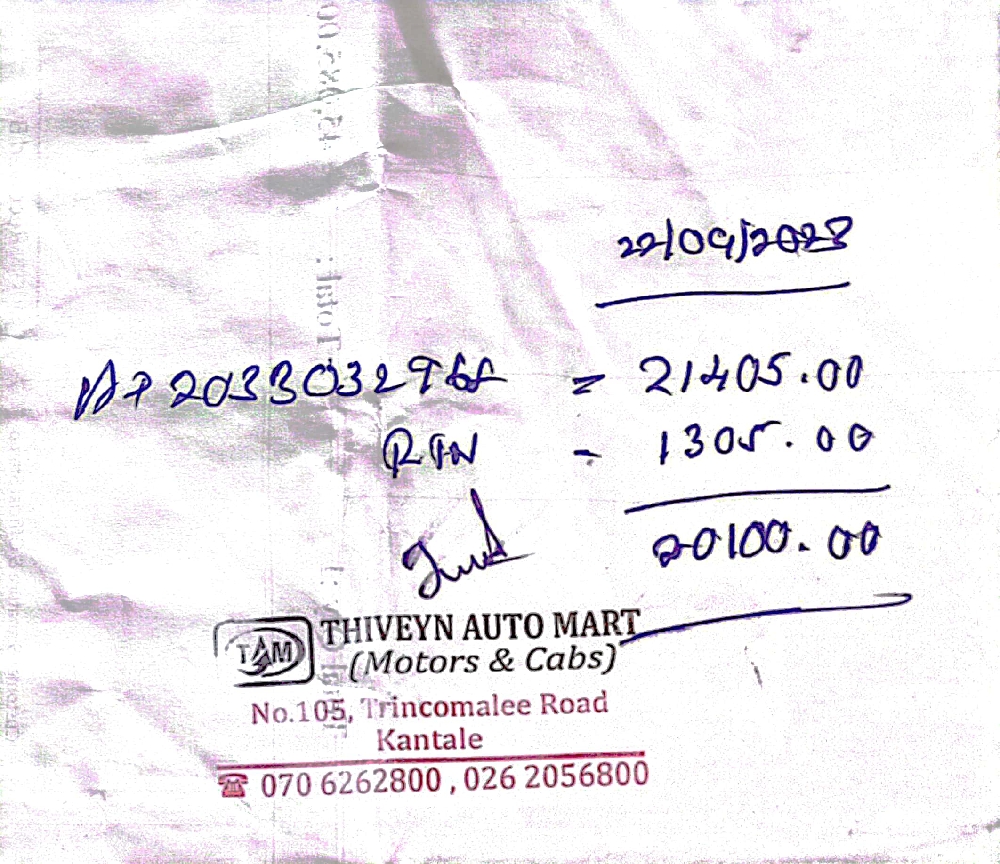 22/09/2023
= 21405.00
RTN - 1305.00
20100.00
TAM THIVEYN AUTO MART
(Motors & Cabs)
No.105, Trincomalee Road
Kantale
☎ 070 6262800 , 026 2056800